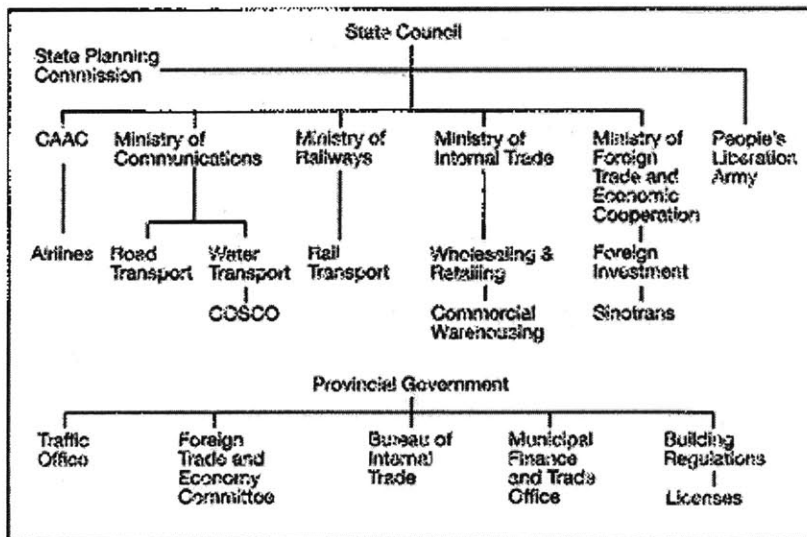 State Council
State Planning
Commission
CAAC
Ministry of
Communications
Ministry of
Railways
Ministry of
Internal Trade
Ministry of
Foreign
Trade and
Economic
Cooperation
People's
Liberation
Army
Airlines
Road
Transport
Water
Transport
COSCO
Rail
Transport
Wholesaling &
Retailing
Commercial
Warehousing
Foreign
Investment
Sinotrans
Provincial Government
Traffic
Office
Foreign
Trade and
Economy
Committee
Bureau of
Internal
Trade
Municipal
Finance
and Trade
Office
Building
Regulations
Licenses